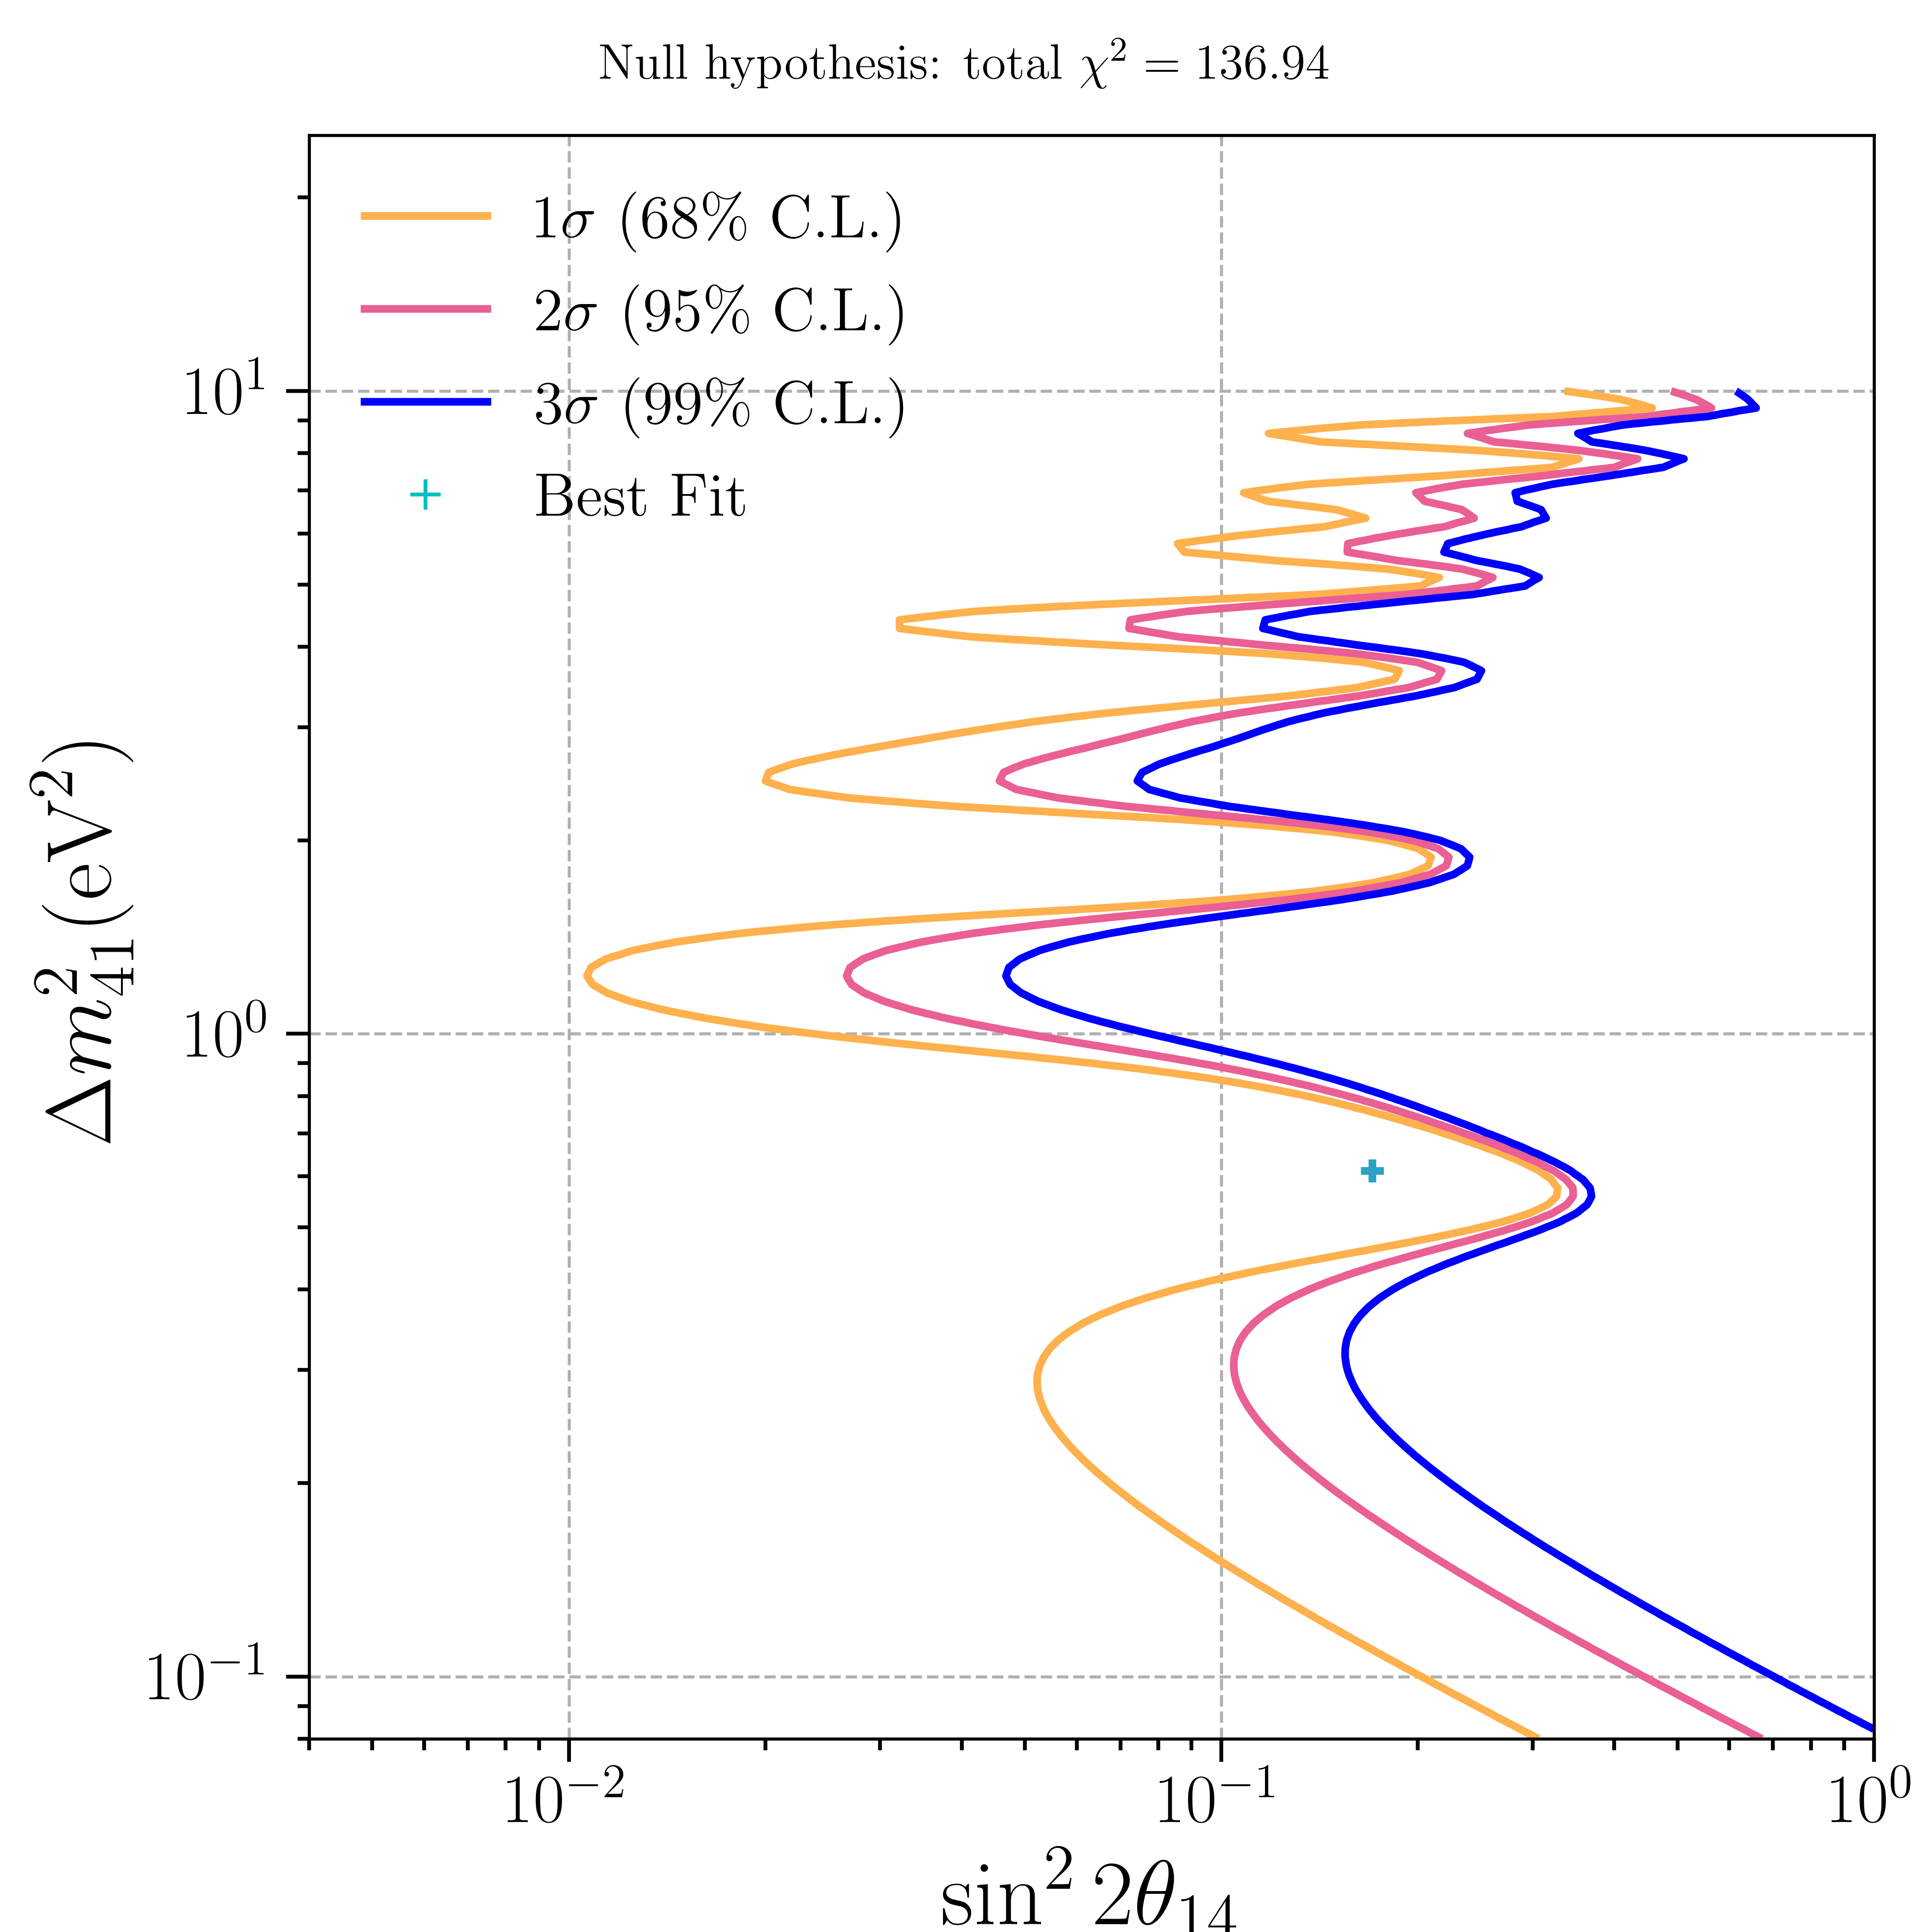 Null hypothesis: total χ² = 136.94
1σ (68% C.L.)
2σ (95% C.L.)
3σ (99% C.L.)
Best Fit
Δm²₄₁(eV²)
10¹
10⁰
10⁻¹
10⁻²
10⁻¹
10⁰
sin² 2θ₁₄